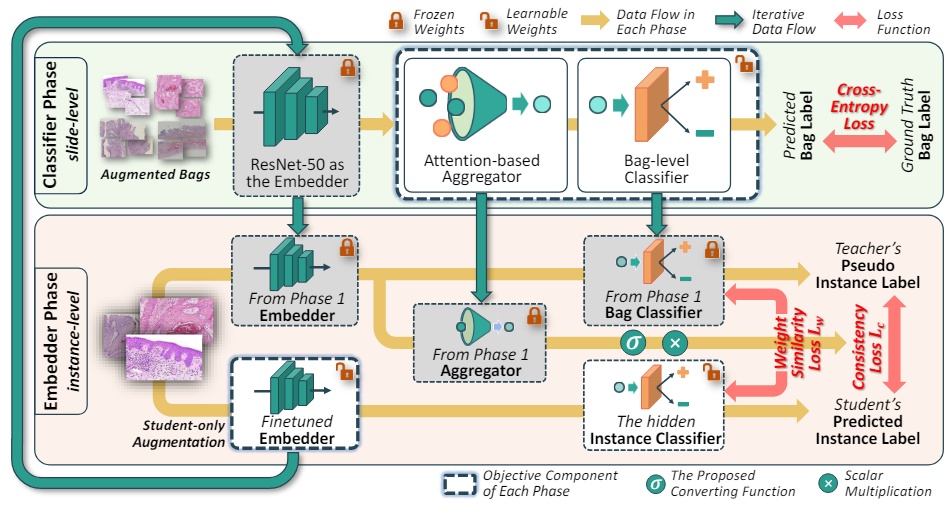 Frozen
Weights
Learnable
Weights
Data Flow in
Each Phase
Iterative
Data Flow
Loss
Function
Classifier Phase
slide-level
Augmented Bags
ResNet-50 as
the Embedder
Attention-based
Aggregator
Bag-level
Classifier
Predicted
Bag Label
Cross-
Entropy
Loss
Ground Truth
Bag Label
Embedder Phase
instance-level
Student-only
Augmentation
From Phase 1
Embedder
From Phase 1
Aggregator
From Phase 1
Bag Classifier
σ
×
Finetuned
Embedder
The hidden
Instance Classifier
Weight
Similarity
Loss Lw
Teacher's
Pseudo
Instance Label
Consistency
Loss Lc
Student's
Predicted
Instance Label
Objective Component
of Each Phase
σ
The Proposed
Converting Function
×
Scalar
Multiplication